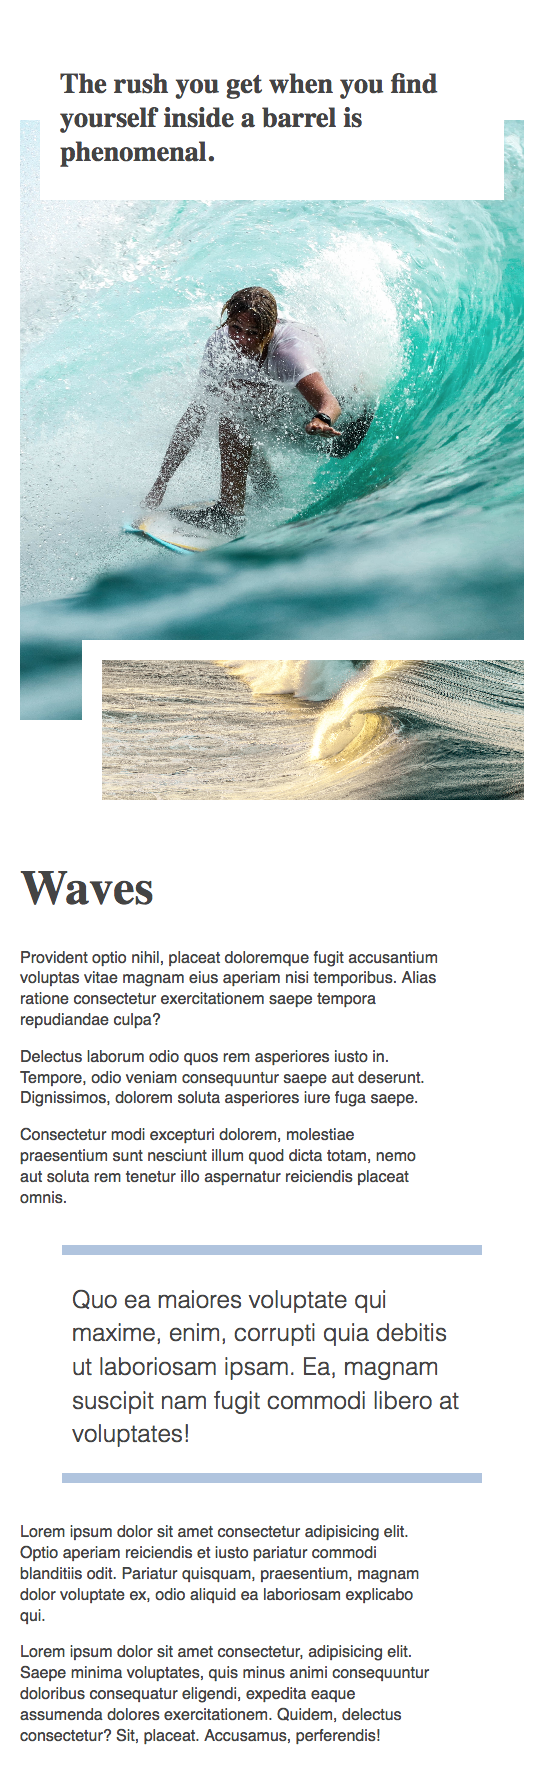 The rush you get when you find
yourself inside a barrel is
phenomenal.
Waves
Provident optio nihil, placeat doloremque fugit accusantium
voluptas vitae magnam eius aperiam nisi temporibus. Alias
ratione consectetur exercitationem saepe tempora
repudiandae culpa?
Delectus laborum odio quos rem asperiores iusto in.
Tempore, odio veniam consequuntur saepe aut deserunt.
Dignissimos, dolorem soluta asperiores iure fuga saepe.
Consectetur modi excepturi dolorem, molestiae
praesentium sunt nesciunt illum quod dicta totam, nemo
aut soluta rem tenetur illo aspernatur reiciendis placeat
omnis.
Quo ea maiores voluptate qui
maxime, enim, corrupti quia debitis
ut laboriosam ipsam. Ea, magnam
suscipit nam fugit commodi libero at
voluptates!
Lorem ipsum dolor sit amet consectetur adipisicing elit.
Optio aperiam reiciendis et iusto pariatur commodi
blanditiis odit. Pariatur quisquam, praesentium, magnam
dolor voluptate ex, odio aliquid ea laboriosam explicabo
qui.
Lorem ipsum dolor sit amet consectetur, adipisicing elit.
Saepe minima voluptates, quis minus animi consequuntur
doloribus consequatur eligendi, expedita eaque
assumenda dolores exercitationem. Quidem, delectus
consectetur? Sit, placeat. Accusamus, perferendis!